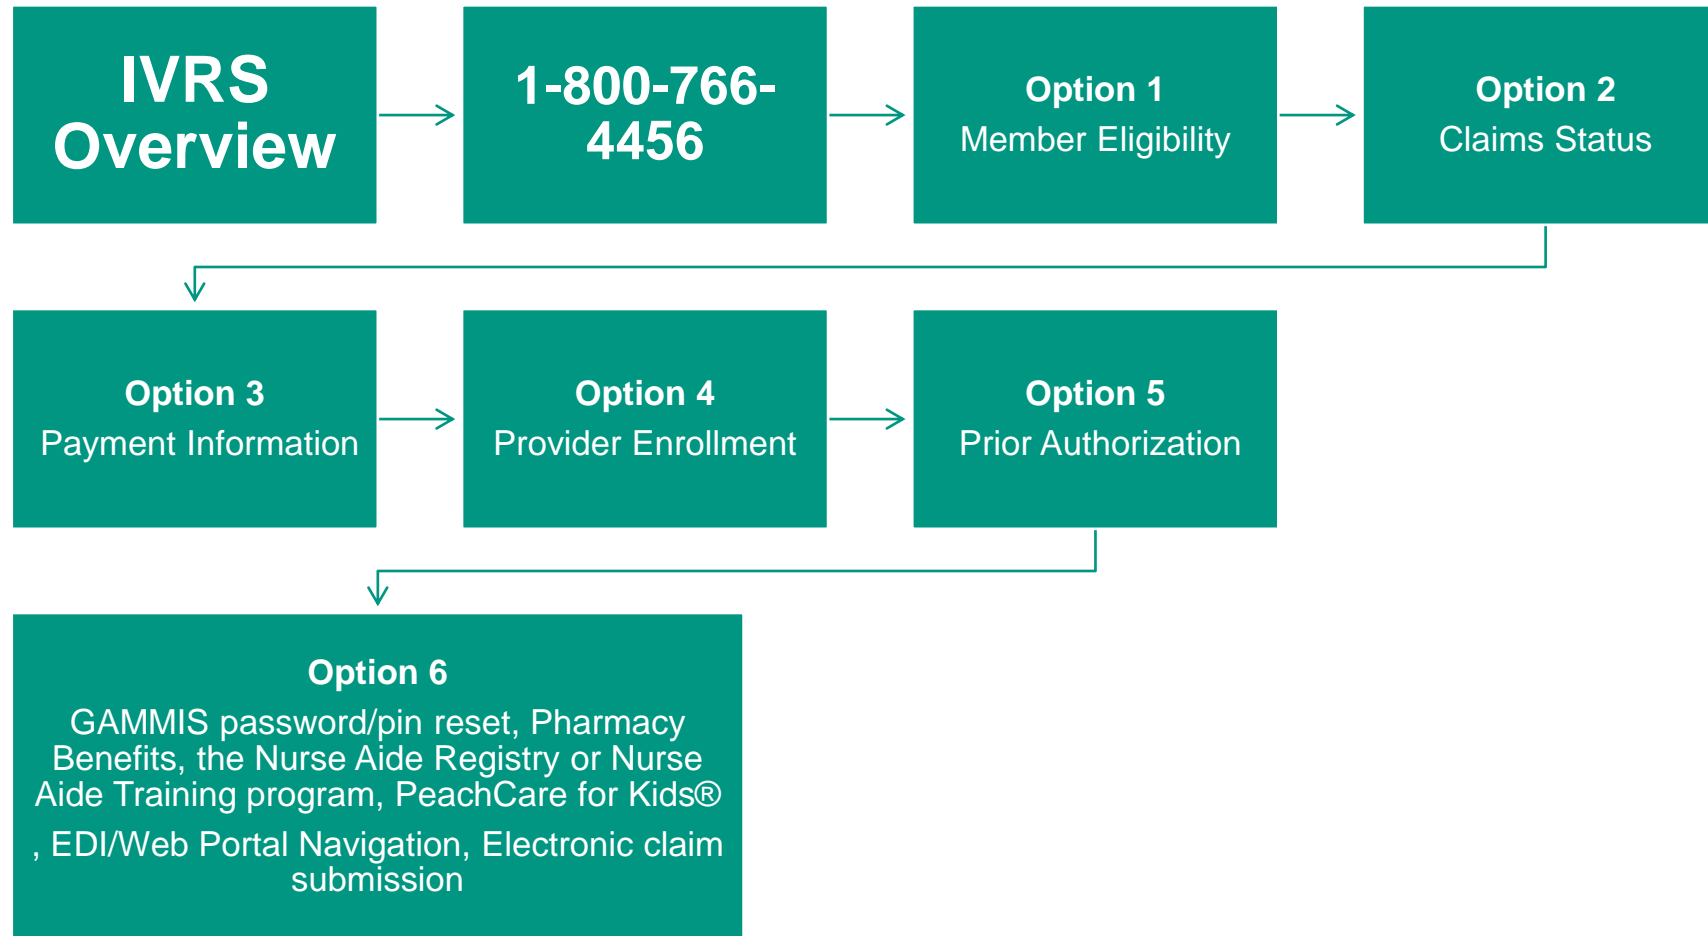 IVRS
Overview
1-800-766-
4456
Option 1
Member Eligibility
Option 2
Claims Status
Option 3
Payment Information
Option 4
Provider Enrollment
Option 5
Prior Authorization
Option 6
GAMMIS password/pin reset, Pharmacy
Benefits, the Nurse Aide Registry or Nurse
Aide Training program, PeachCare for Kids®
, EDI/Web Portal Navigation, Electronic claim
submission